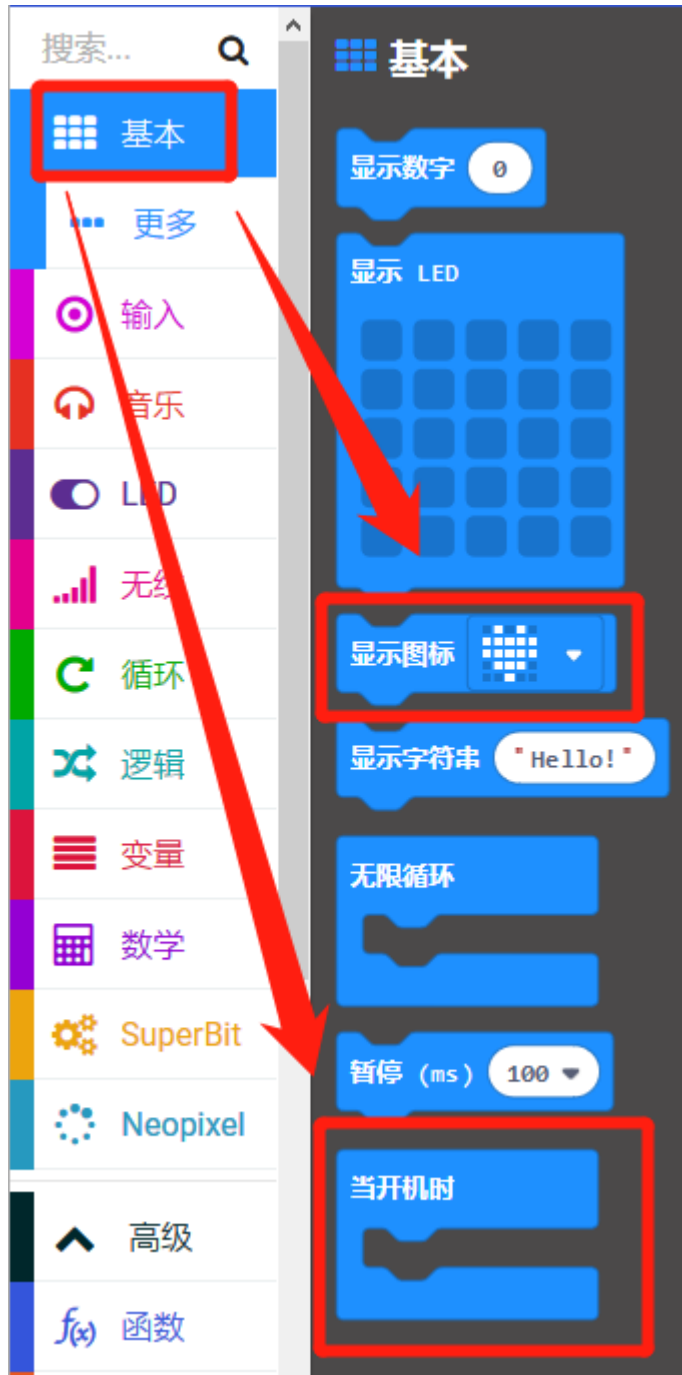 搜索...
基本
更多
输入
音乐
LED
无线
循环
逻辑
变量
数学
SuperBit
Neopixel
高级
f(x) 函数
基本
显示数字 0
显示 LED
显示图标
显示字符串 "Hello!"
无限循环
暂停 (ms) 100
当开机时